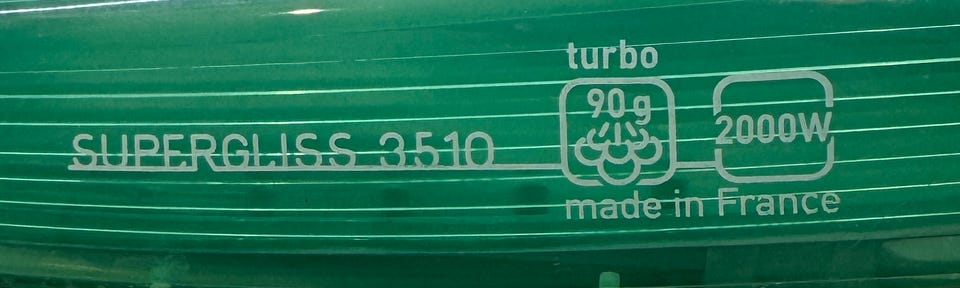 turbo
90g
SUPERGLISS 3510
2000W
made in France